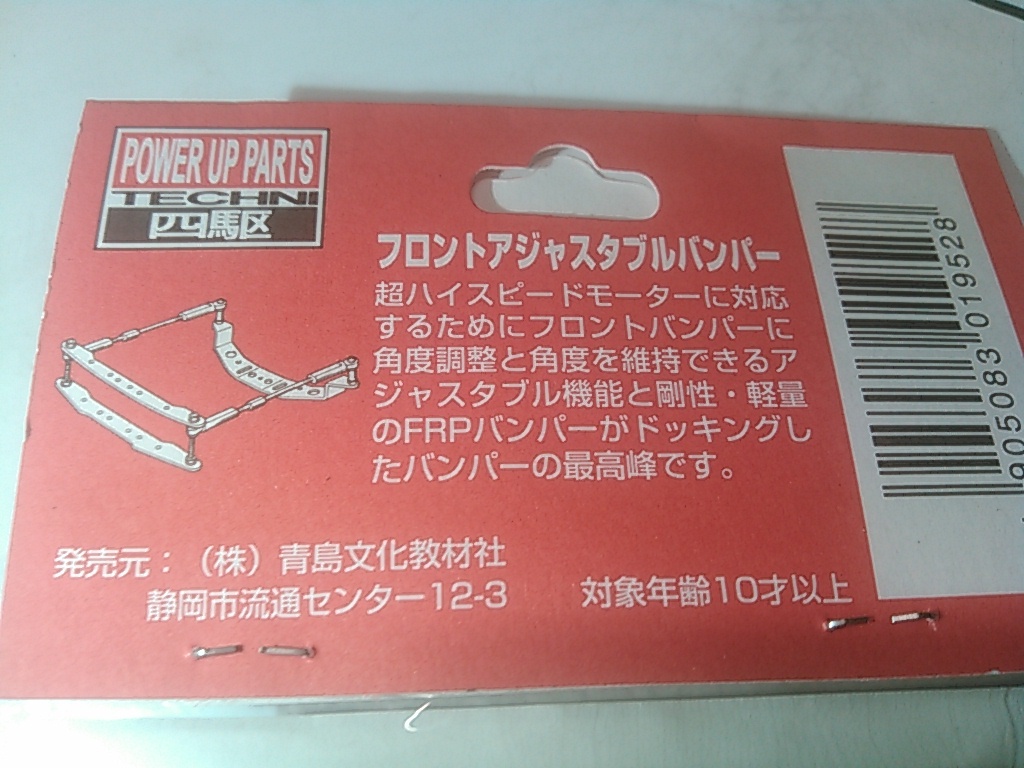 POWER UP PARTS
TECHNI
四駆
フロントアジャスタブルバンパー
超ハイスピードモーターに対応
するためにフロントバンパーに
角度調整と角度を維持できるア
ジャスタブル機能と剛性・軽量
のFRPバンパーがドッキングし
たバンパーの最高峰です。
発売元：（株）青島文化教材社
静岡市流通センター12-3
対象年齢10才以上
905083 019528